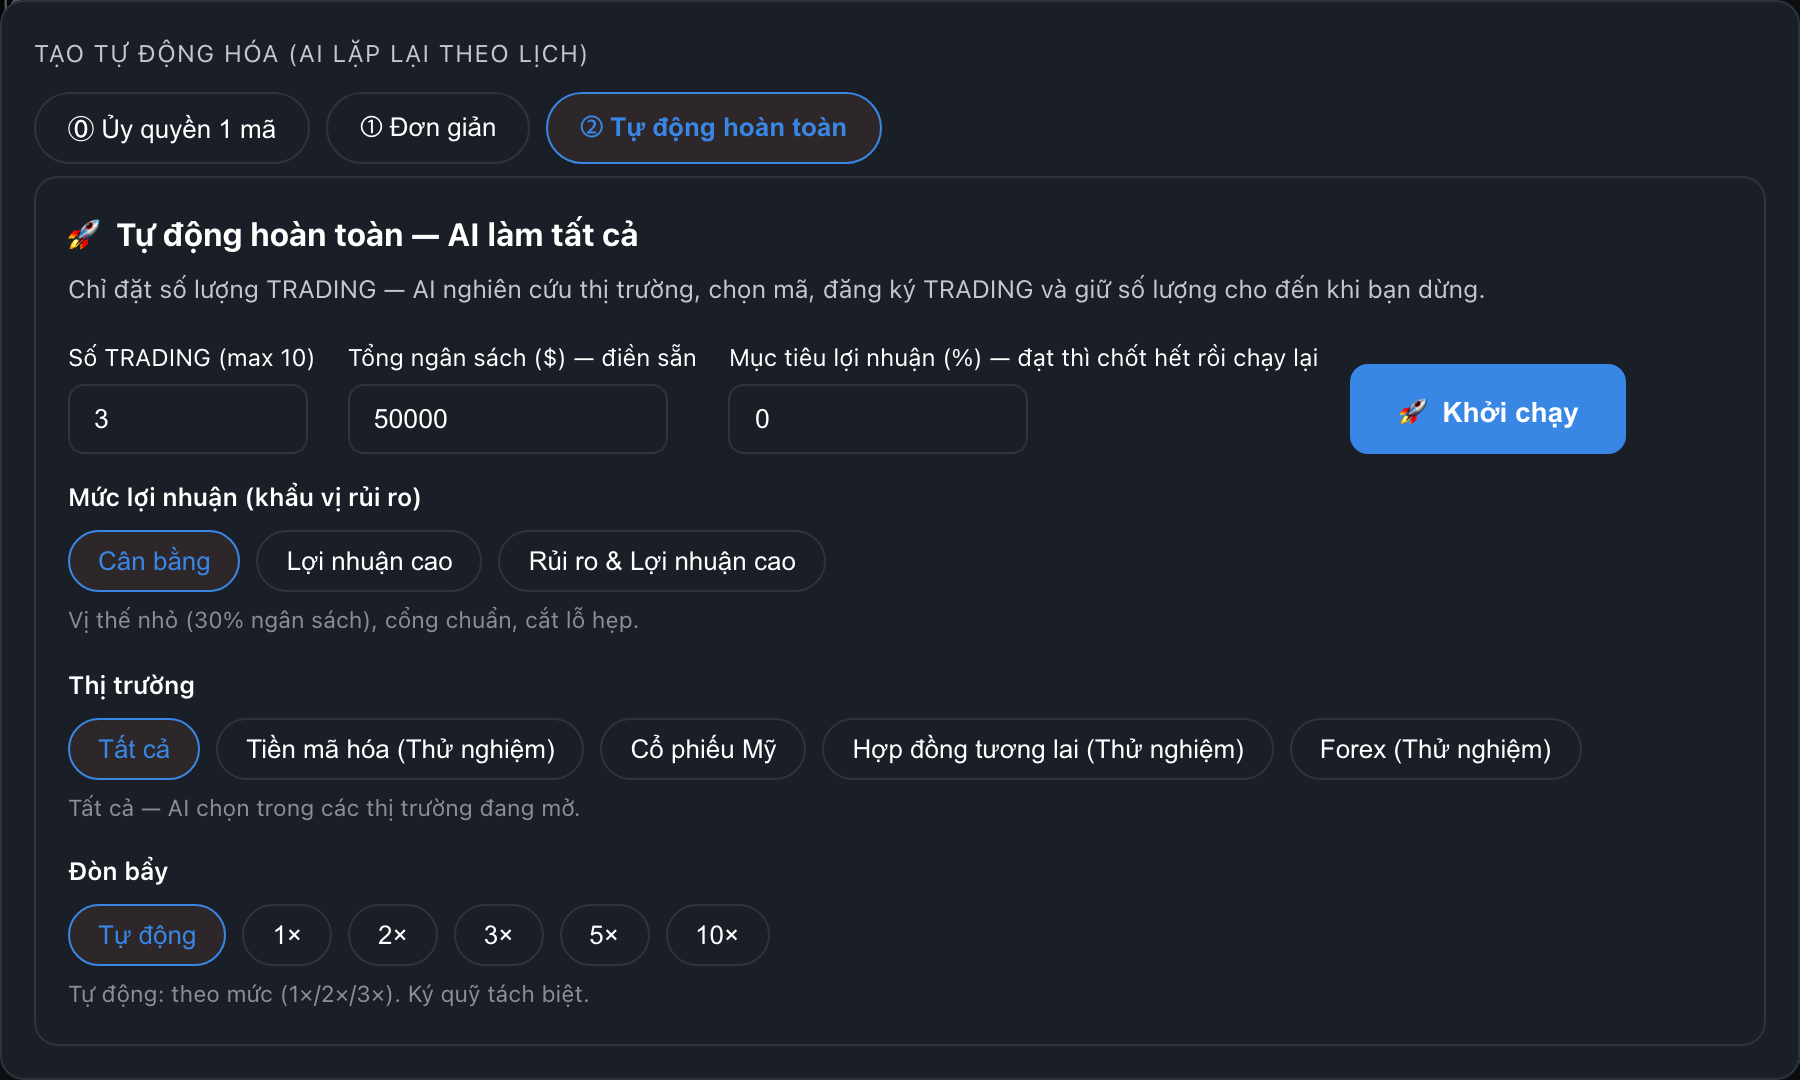 TẠO TỰ ĐỘNG HÓA (AI LẶP LẠI THEO LỊCH)
⓪ Ủy quyền 1 mã
① Đơn giản
② Tự động hoàn toàn
🚀 Tự động hoàn toàn — AI làm tất cả
Chỉ đặt số lượng TRADING — AI nghiên cứu thị trường, chọn mã, đăng ký TRADING và giữ số lượng cho đến khi bạn dừng.
Số TRADING (max 10)
3
Tổng ngân sách ($) — điền sẵn
50000
Mục tiêu lợi nhuận (%) — đạt thì chốt hết rồi chạy lại
0
🚀 Khởi chạy
Mức lợi nhuận (khẩu vị rủi ro)
Cân bằng
Lợi nhuận cao
Rủi ro & Lợi nhuận cao
Vị thế nhỏ (30% ngân sách), cổng chuẩn, cắt lỗ hẹp.
Thị trường
Tất cả
Tiền mã hóa (Thử nghiệm)
Cổ phiếu Mỹ
Hợp đồng tương lai (Thử nghiệm)
Forex (Thử nghiệm)
Tất cả — AI chọn trong các thị trường đang mở.
Đòn bẩy
Tự động
1×
2×
3×
5×
10×
Tự động: theo mức (1×/2×/3×). Ký quỹ tách biệt.